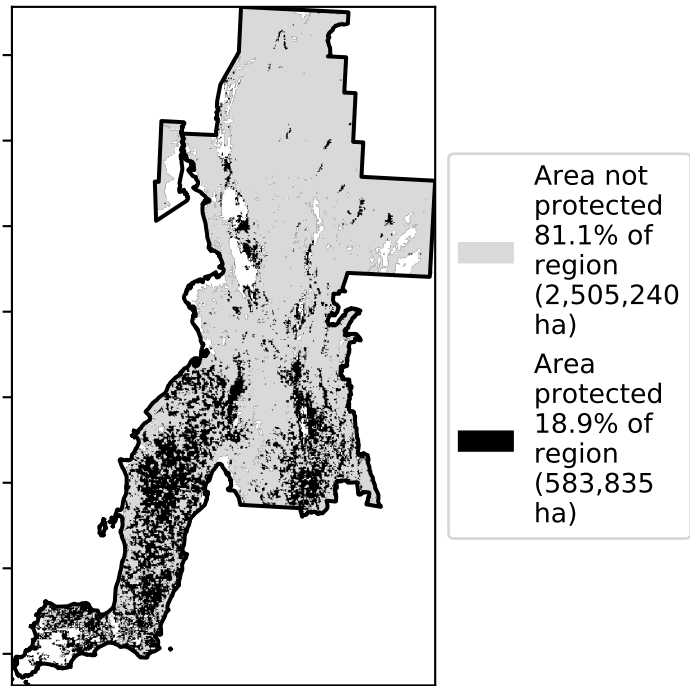 Area not
protected
81.1% of
region
(2,505,240
ha)
Area
protected
18.9% of
region
(583,835
ha)